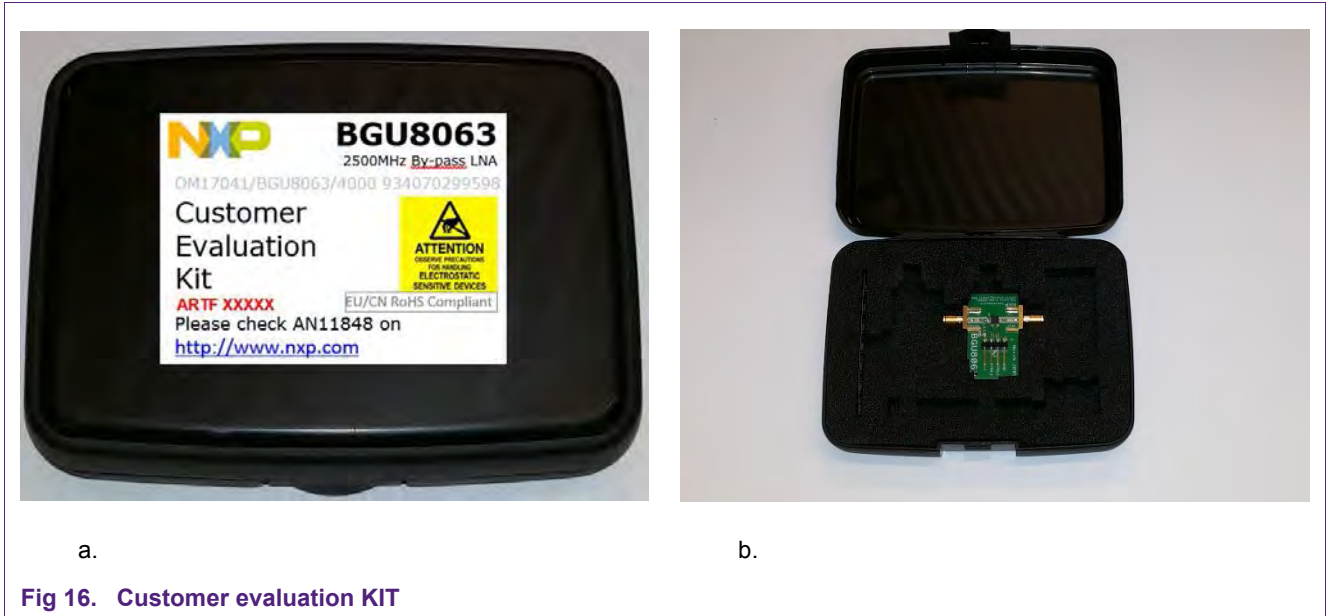 NXP
BGU8063
2500MHz By-pass LNA
OM17041/BGU8063/4000 934070299598
Customer
Evaluation
Kit
ATTENTION
OBSERVE PRECAUTIONS
FOR HANDLING
ELECTROSTATIC
SENSITIVE DEVICES
ARTF XXXXX
EU/CN RoHS Compliant
Please check AN11848 on
http://www.nxp.com
BGU806
a.
b.
Fig 16. Customer evaluation KIT